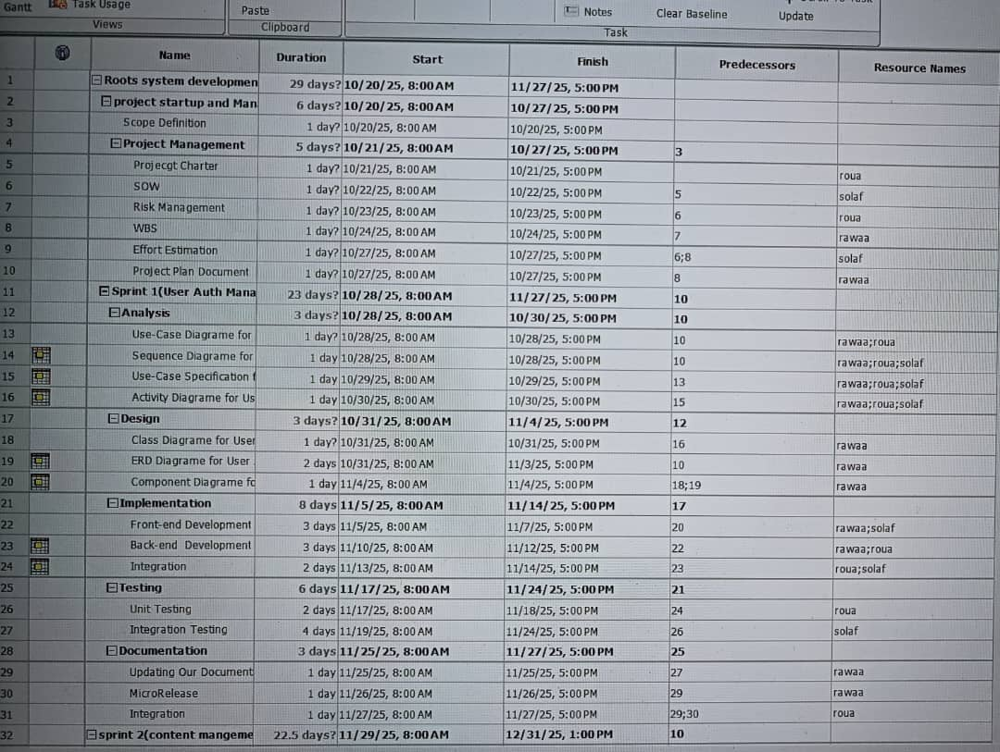 Gantt Task Usage
Paste
Notes Clear Baseline
Update
Views Clipboard Task
Name Duration Start Finish Predecessors Resource Names
1 Roots system developmen 29 days? 10/20/25, 8:00 AM 11/27/25, 5:00 PM
2 project startup and Man 6 days? 10/20/25, 8:00 AM 10/27/25, 5:00 PM
3 Scope Definition 1 day? 10/20/25, 8:00 AM 10/20/25, 5:00 PM
4 Project Management 5 days? 10/21/25, 8:00 AM 10/27/25, 5:00 PM 3
5 Projecgt Charter 1 day? 10/21/25, 8:00 AM 10/21/25, 5:00 PM roua
6 SOW 1 day? 10/22/25, 8:00 AM 10/22/25, 5:00 PM 5 solaf
7 Risk Management 1 day? 10/23/25, 8:00 AM 10/23/25, 5:00 PM 6 roua
8 WBS 1 day? 10/24/25, 8:00 AM 10/24/25, 5:00 PM 7 rawaa
9 Effort Estimation 1 day? 10/27/25, 8:00 AM 10/27/25, 5:00 PM 6;8 solaf
10 Project Plan Document 1 day? 10/27/25, 8:00 AM 10/27/25, 5:00 PM 8 rawaa
11 Sprint 1(User Auth Mana 23 days? 10/28/25, 8:00 AM 11/27/25, 5:00 PM 10
12 Analysis 3 days? 10/28/25, 8:00 AM 10/30/25, 5:00 PM 10
13 Use-Case Diagrame for 1 day? 10/28/25, 8:00 AM 10/28/25, 5:00 PM 10 rawaa;roua
14 Sequence Diagrame for 1 day 10/28/25, 8:00 AM 10/28/25, 5:00 PM 10 rawaa;roua;solaf
15 Use-Case Specification f 1 day 10/29/25, 8:00 AM 10/29/25, 5:00 PM 13 rawaa;roua;solaf
16 Activity Diagrame for Us 1 day 10/30/25, 8:00 AM 10/30/25, 5:00 PM 15 rawaa;roua;solaf
17 Design 3 days? 10/31/25, 8:00 AM 11/4/25, 5:00 PM 12
18 Class Diagrame for User 1 day? 10/31/25, 8:00 AM 10/31/25, 5:00 PM 16 rawaa
19 ERD Diagrame for User 2 days 10/31/25, 8:00 AM 11/3/25, 5:00 PM 10 rawaa
20 Component Diagrame fo 1 day 11/4/25, 8:00 AM 11/4/25, 5:00 PM 18;19 rawaa
21 Implementation 8 days 11/5/25, 8:00 AM 11/14/25, 5:00 PM 17
22 Front-end Development 3 days 11/5/25, 8:00 AM 11/7/25, 5:00 PM 20 rawaa;solaf
23 Back-end Development 3 days 11/10/25, 8:00 AM 11/12/25, 5:00 PM 22 rawaa;roua
24 Integration 2 days 11/13/25, 8:00 AM 11/14/25, 5:00 PM 23 roua;solaf
25 Testing 6 days 11/17/25, 8:00 AM 11/24/25, 5:00 PM 21
26 Unit Testing 2 days 11/17/25, 8:00 AM 11/18/25, 5:00 PM 24 roua
27 Integration Testing 4 days 11/19/25, 8:00 AM 11/24/25, 5:00 PM 26 solaf
28 Documentation 3 days 11/25/25, 8:00 AM 11/27/25, 5:00 PM 25
29 Updating Our Document 1 day 11/25/25, 8:00 AM 11/25/25, 5:00 PM 27 rawaa
30 MicroRelease 1 day 11/26/25, 8:00 AM 11/26/25, 5:00 PM 29 rawaa
31 Integration 1 day 11/27/25, 8:00 AM 11/27/25, 5:00 PM 29;30 roua
32 sprint 2(content mangeme 22.5 days? 11/29/25, 8:00 AM 12/31/25, 1:00 PM 10